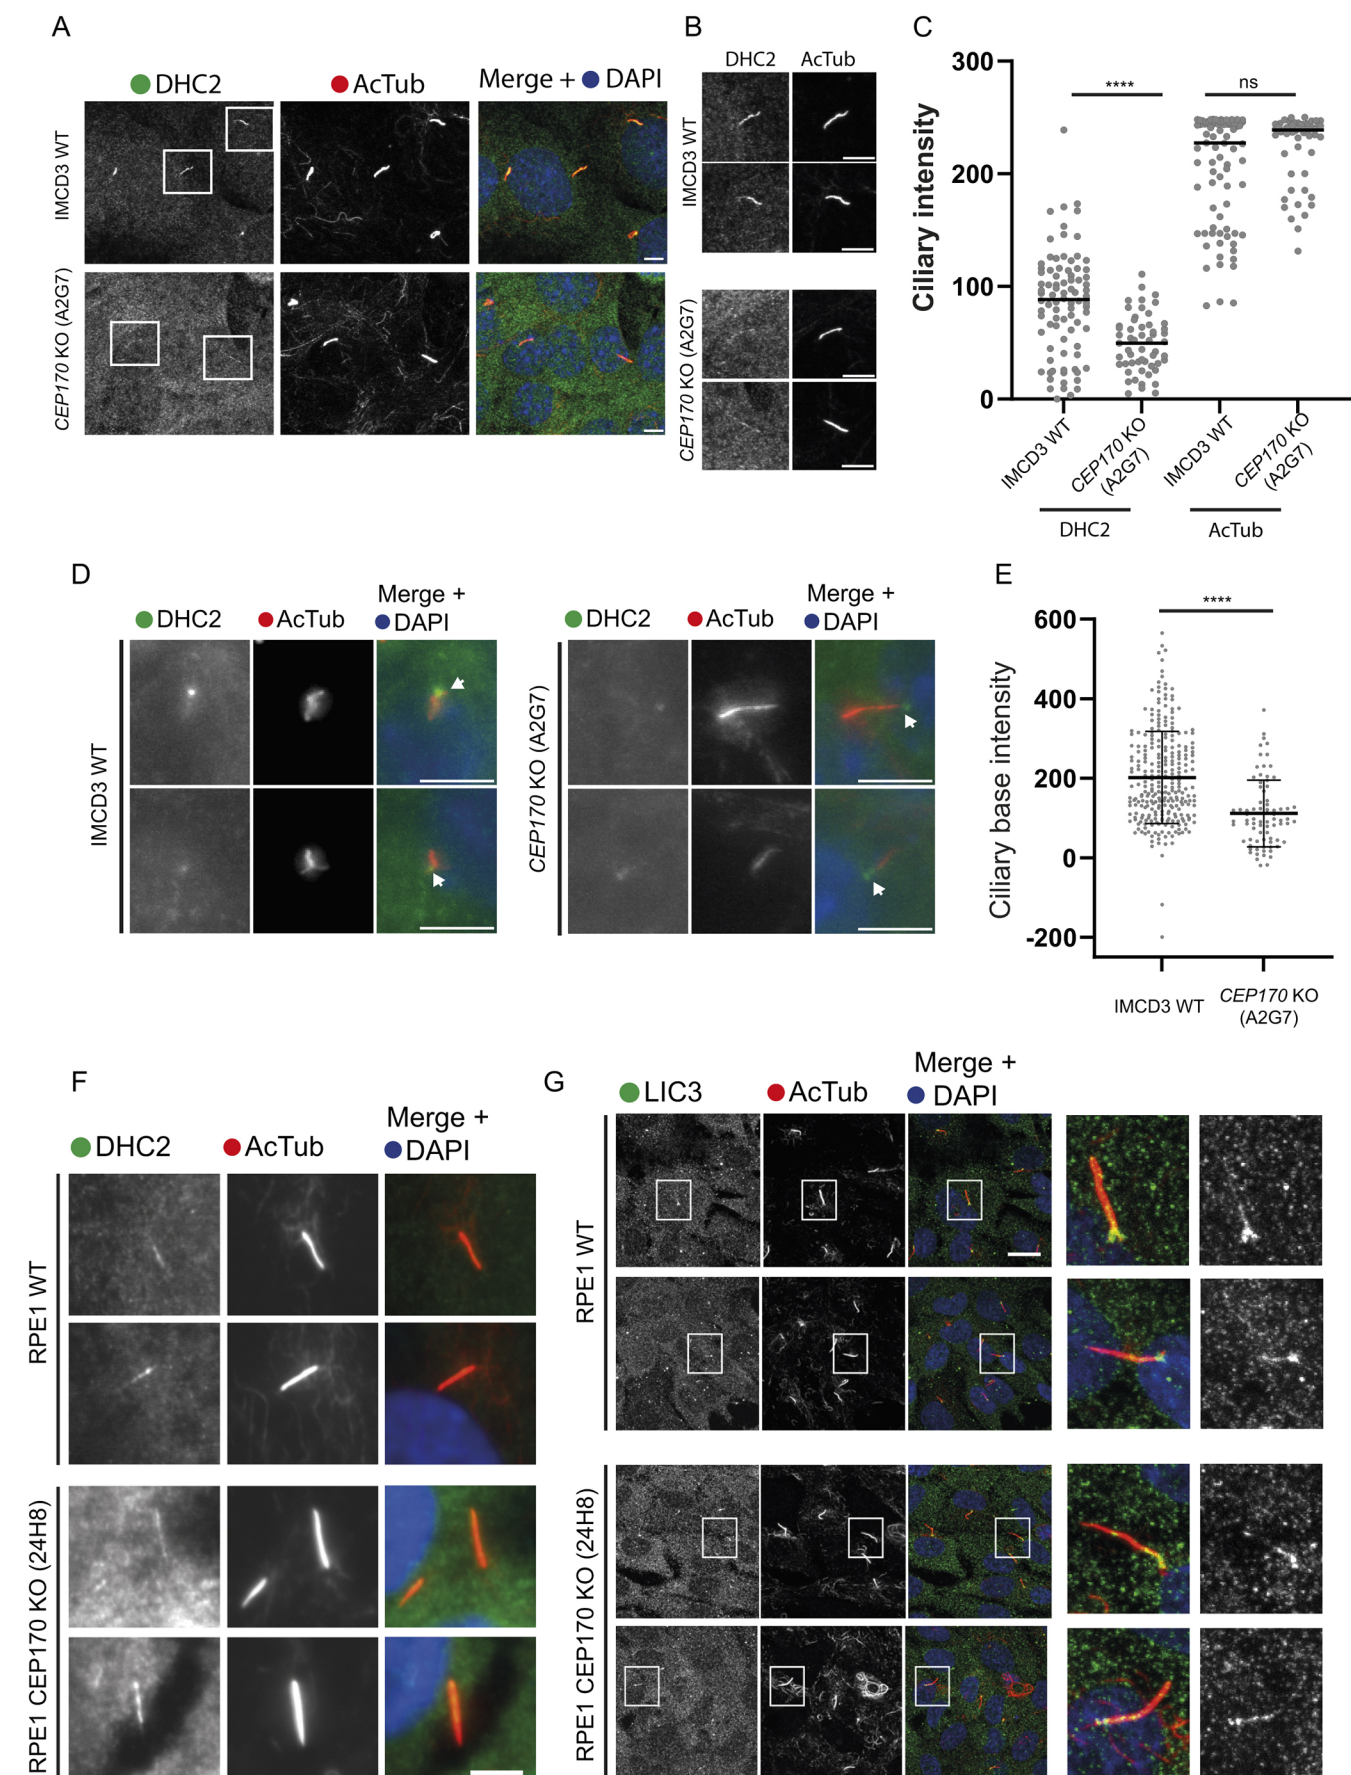 A
DHC2
AcTub
Merge + DAPI
IMCD3 WT
CEP170 KO (A2G7)
B
DHC2
AcTub
IMCD3 WT
CEP170 KO (A2G7)
C
Ciliary intensity
300
200
100
0
****
ns
IMCD3 WT
CEP170 KO
(A2G7)
IMCD3 WT
CEP170 KO
(A2G7)
DHC2
AcTub
D
DHC2
AcTub
Merge +
DAPI
IMCD3 WT
DHC2
AcTub
Merge +
DAPI
CEP170 KO (A2G7)
E
Ciliary base intensity
600
400
200
0
-200
****
IMCD3 WT
CEP170 KO
(A2G7)
F
DHC2
AcTub
Merge +
DAPI
RPE1 WT
RPE1 CEP170 KO (24H8)
G
LIC3
AcTub
Merge +
DAPI
RPE1 WT
RPE1 CEP170 KO (24H8)